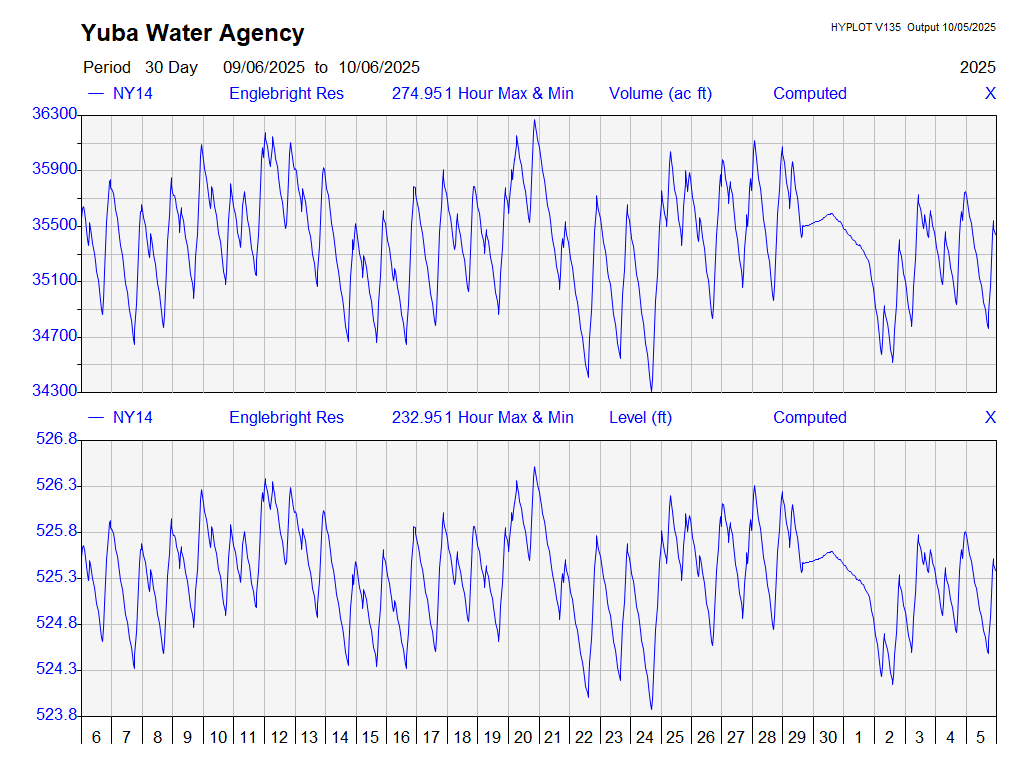 Yuba Water Agency
HYPLOT V135 Output 10/05/2025
Period 30 Day 09/06/2025 to 10/06/2025 2025
NY14 Englebright Res 274.951 Hour Max & Min Volume (ac ft) Computed X
36300
35900
35500
35100
34700
34300
NY14 Englebright Res 232.951 Hour Max & Min Level (ft) Computed X
526.8
526.3
525.8
525.3
524.8
524.3
523.8
6 7 8 9 10 11 12 13 14 15 16 17 18 19 20 21 22 23 24 25 26 27 28 29 30 1 2 3 4 5